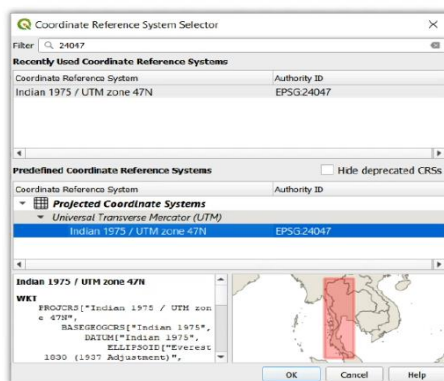 Coordinate Reference System Selector
Filter 24047
Recently Used Coordinate Reference Systems
Coordinate Reference System Authority ID
Indian 1975 / UTM zone 47N EPSG:24047
Predefined Coordinate Reference Systems Hide deprecated CRSs
Coordinate Reference System Authority ID
Projected Coordinate Systems
Universal Transverse Mercator (UTM)
Indian 1975 / UTM zone 47N EPSG:24047
Indian 1975 / UTM zone 47N
WKT
PROJCRS["Indian 1975 / UTM zon
e 47N",
BASEGEOGCRS["Indian 1975",
DATUM["Indian 1975",
ELLIPSOID["Everest
1830 (1937 Adjustment)",
OK Cancel Help